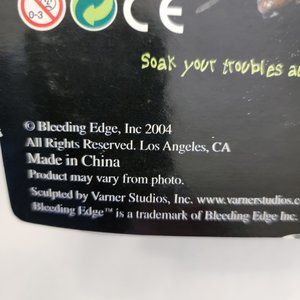 0-3
CE
Soak your troubles
© Bleeding Edge, Inc 2004
All Rights Reserved. Los Angeles, CA
Made in China
Product may vary from photo.
Sculpted by Varner Studios, Inc. www.varnerstudios.c
Bleeding Edge™ is a trademark of Bleeding Edge Inc.